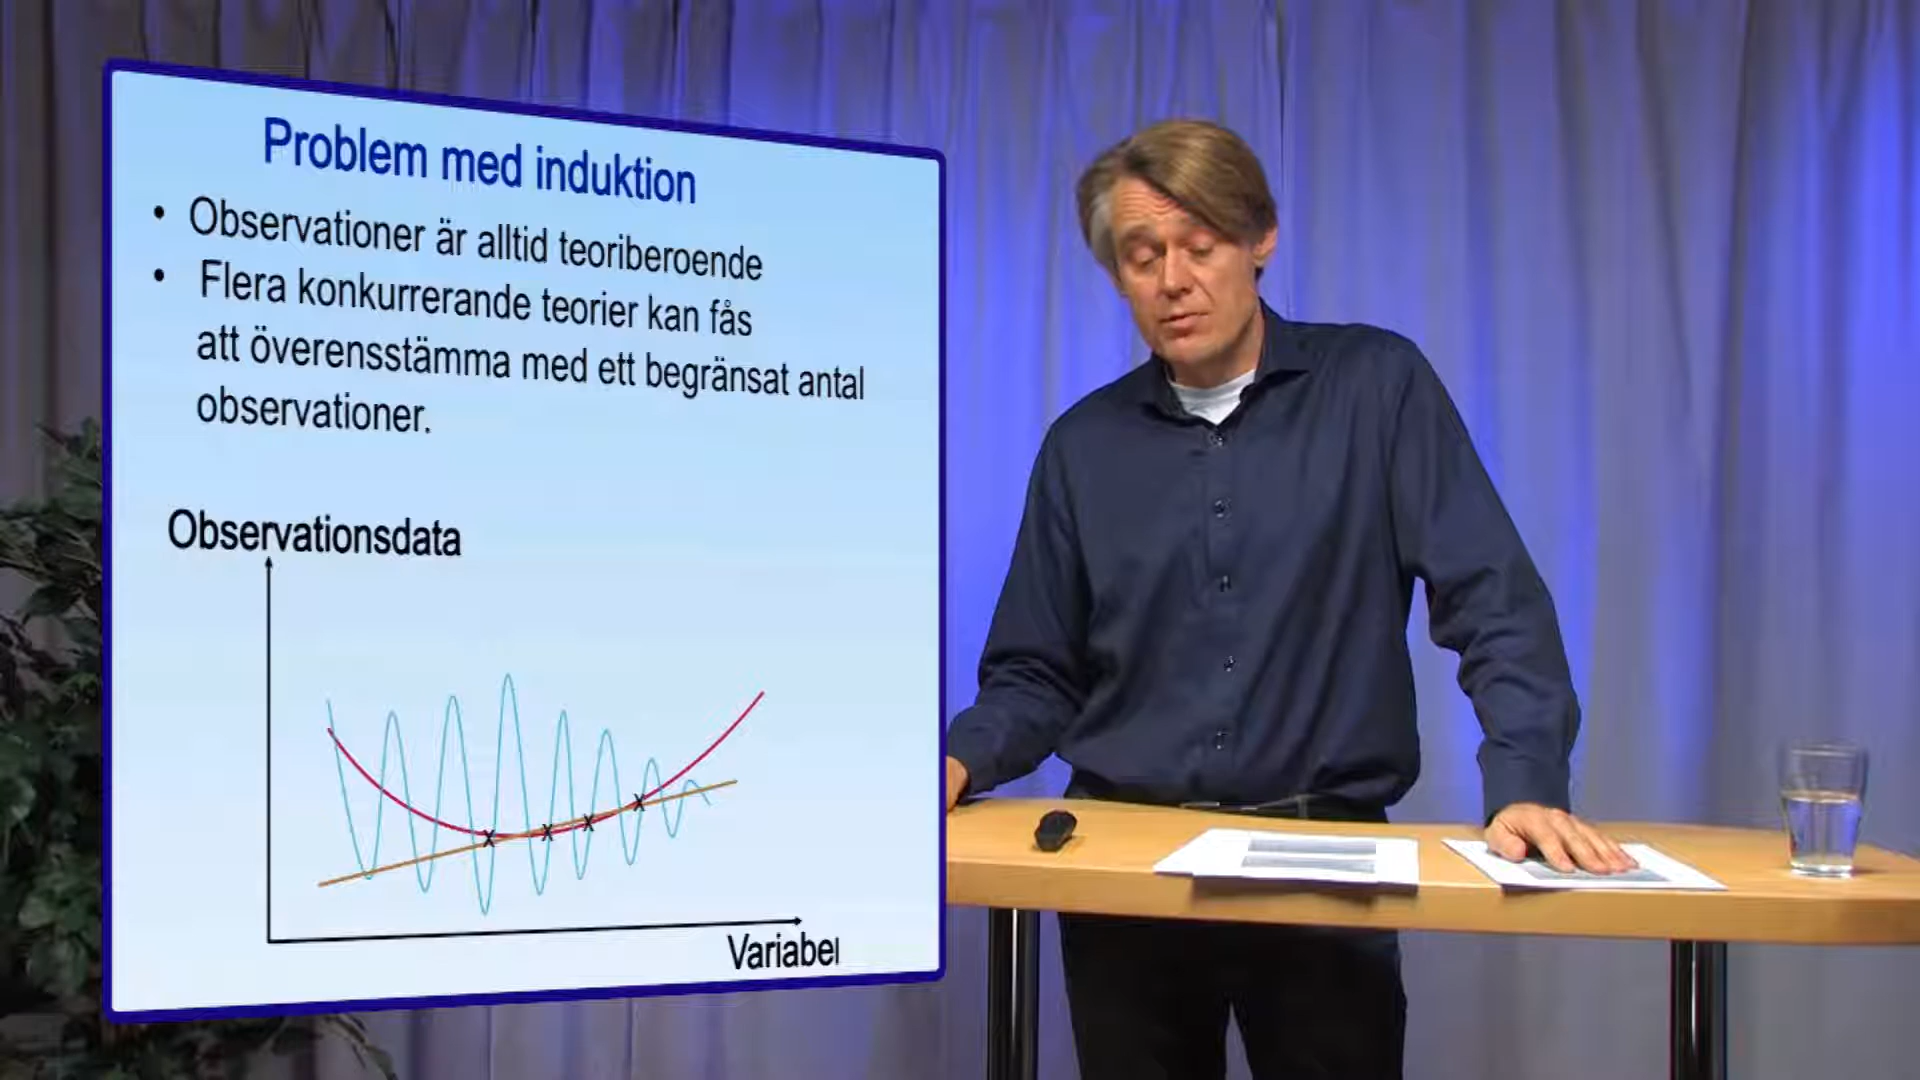 Problem med induktion
• Observationer är alltid teoriberoende
• Flera konkurrerande teorier kan fås
att överensstämma med ett begränsat antal
observationer.
Observationsdata
x x x x
Variabel